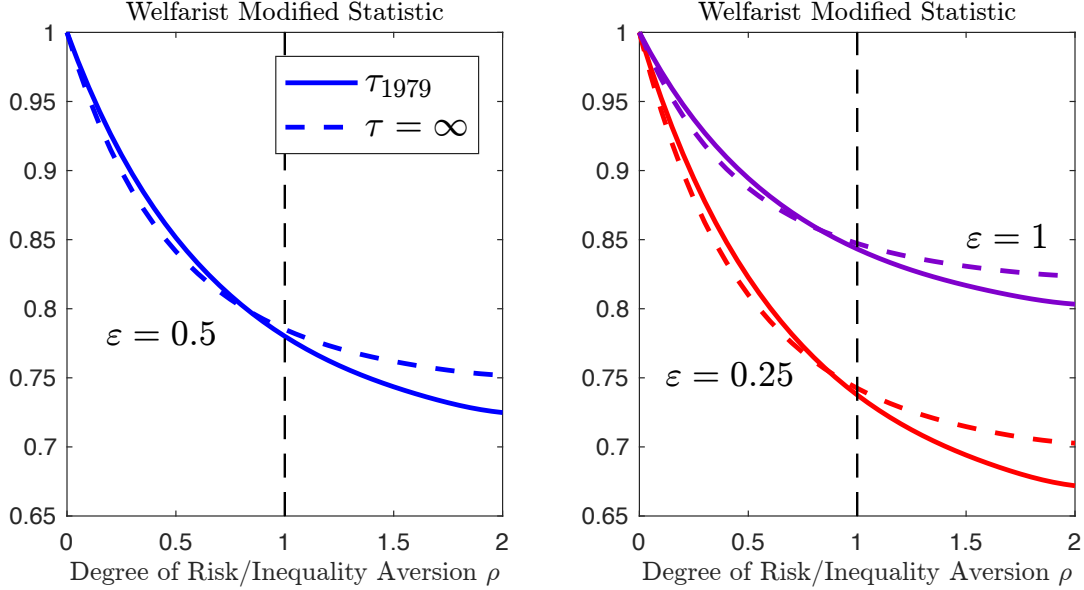 Welfarist Modified Statistic
1
0.95
0.9
0.85
0.8
0.75
0.7
0.65
0
0.5
1
1.5
2
τ₁₉₇₉
τ = ∞
ε = 0.5
Degree of Risk/Inequality Aversion ρ
Welfarist Modified Statistic
1
0.95
0.9
0.85
0.8
0.75
0.7
0.65
0
0.5
1
1.5
2
ε = 1
ε = 0.25
Degree of Risk/Inequality Aversion ρ